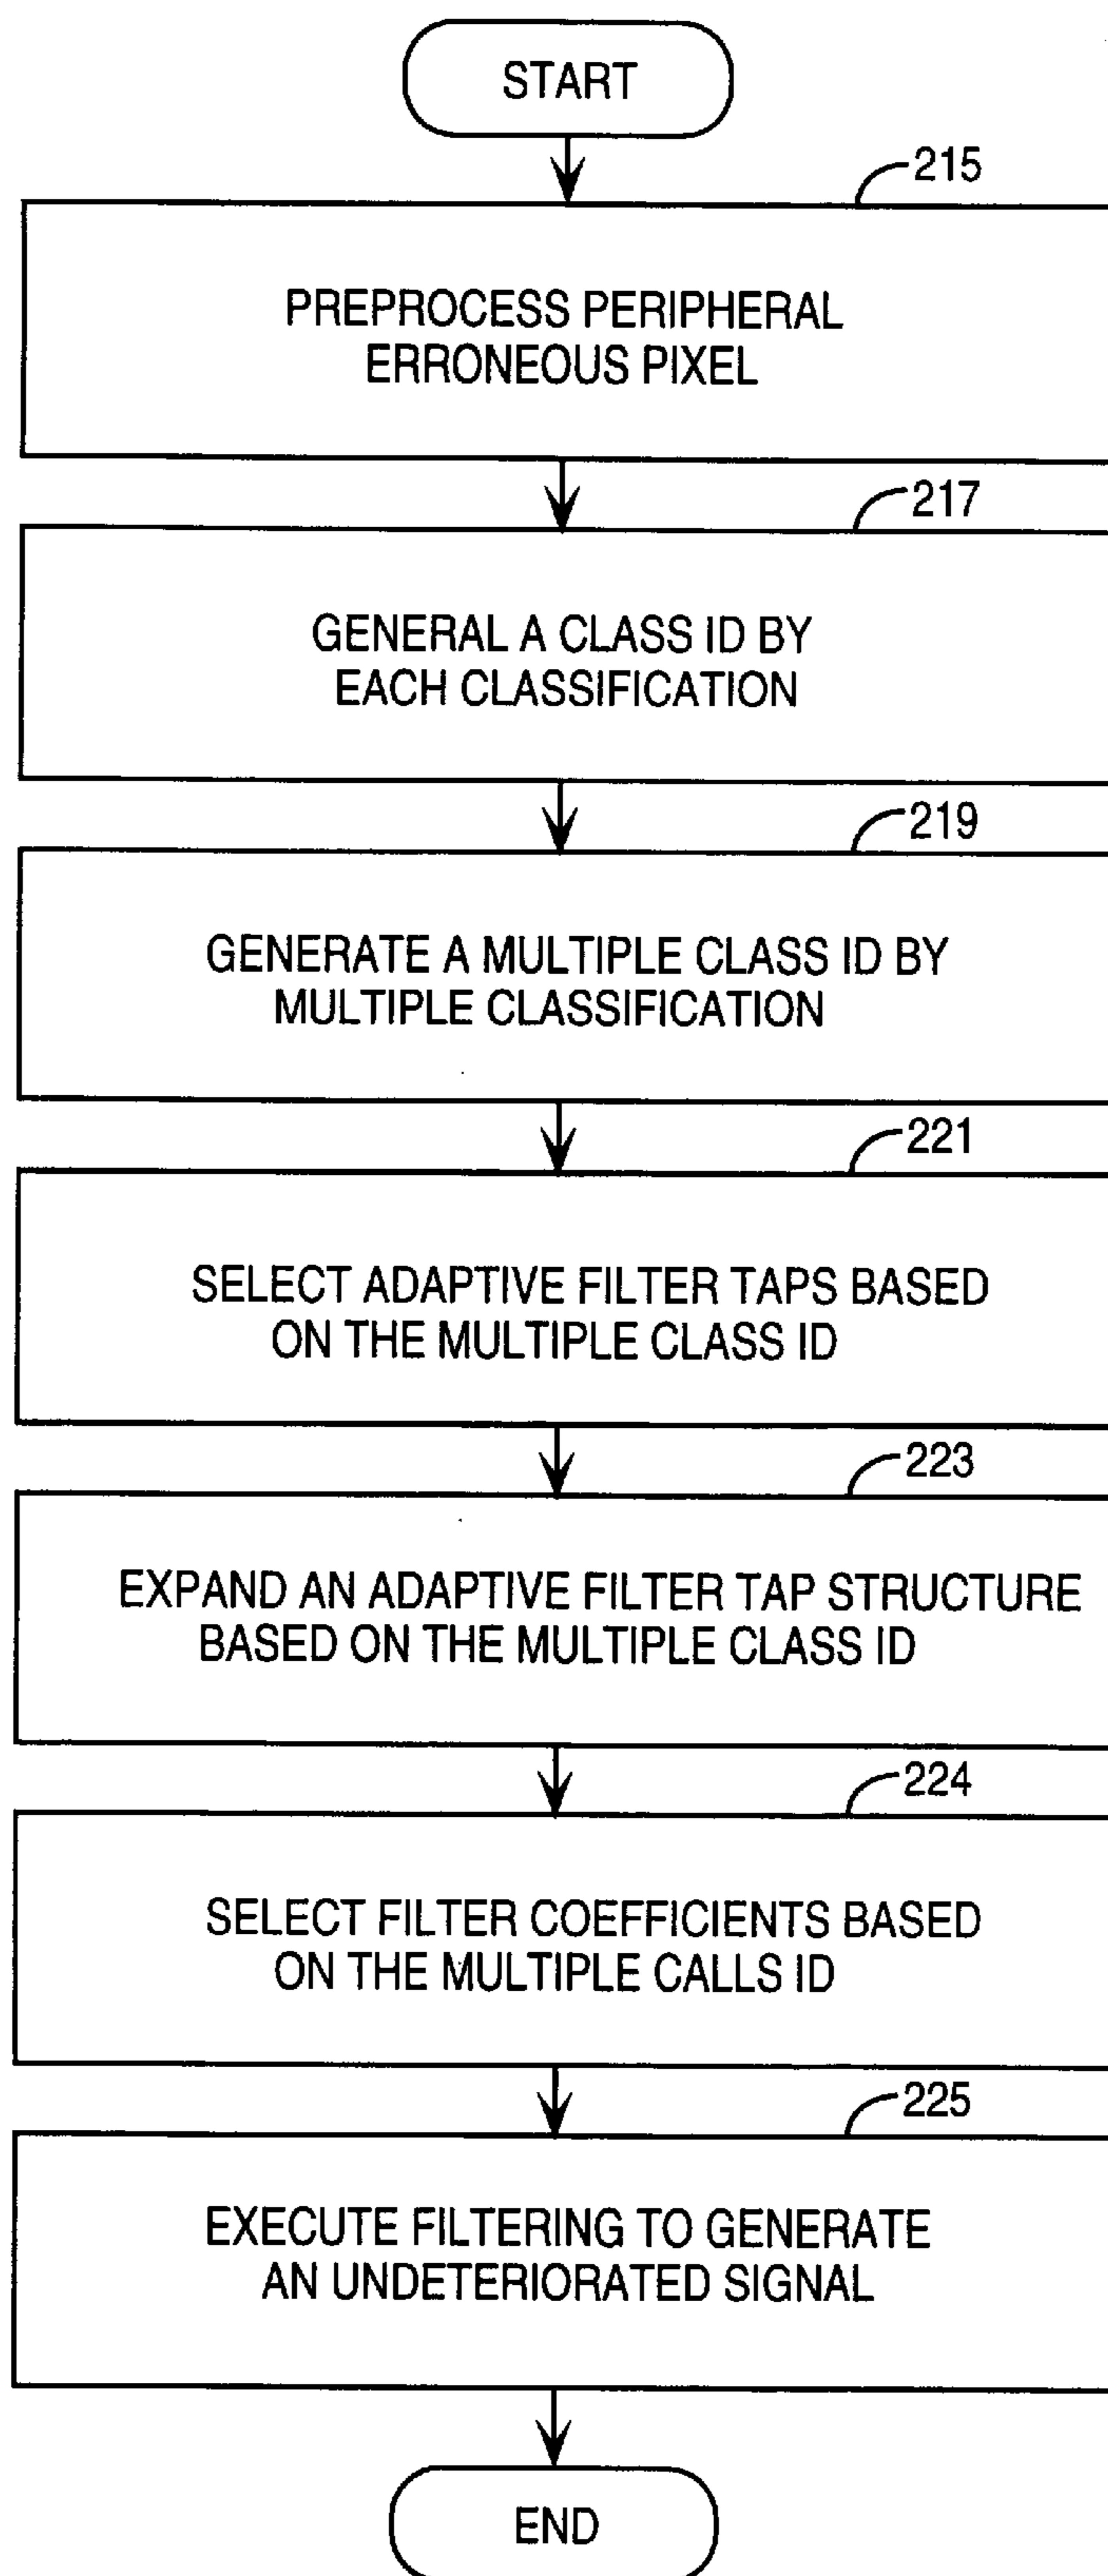 START
215
PREPROCESS PERIPHERAL
ERRONEOUS PIXEL
217
GENERAL A CLASS ID BY
EACH CLASSIFICATION
219
GENERATE A MULTIPLE CLASS ID BY
MULTIPLE CLASSIFICATION
221
SELECT ADAPTIVE FILTER TAPS BASED
ON THE MULTIPLE CLASS ID
223
EXPAND AN ADAPTIVE FILTER TAP STRUCTURE
BASED ON THE MULTIPLE CLASS ID
224
SELECT FILTER COEFFICIENTS BASED
ON THE MULTIPLE CALLS ID
225
EXECUTE FILTERING TO GENERATE
AN UNDETERIORATED SIGNAL
END